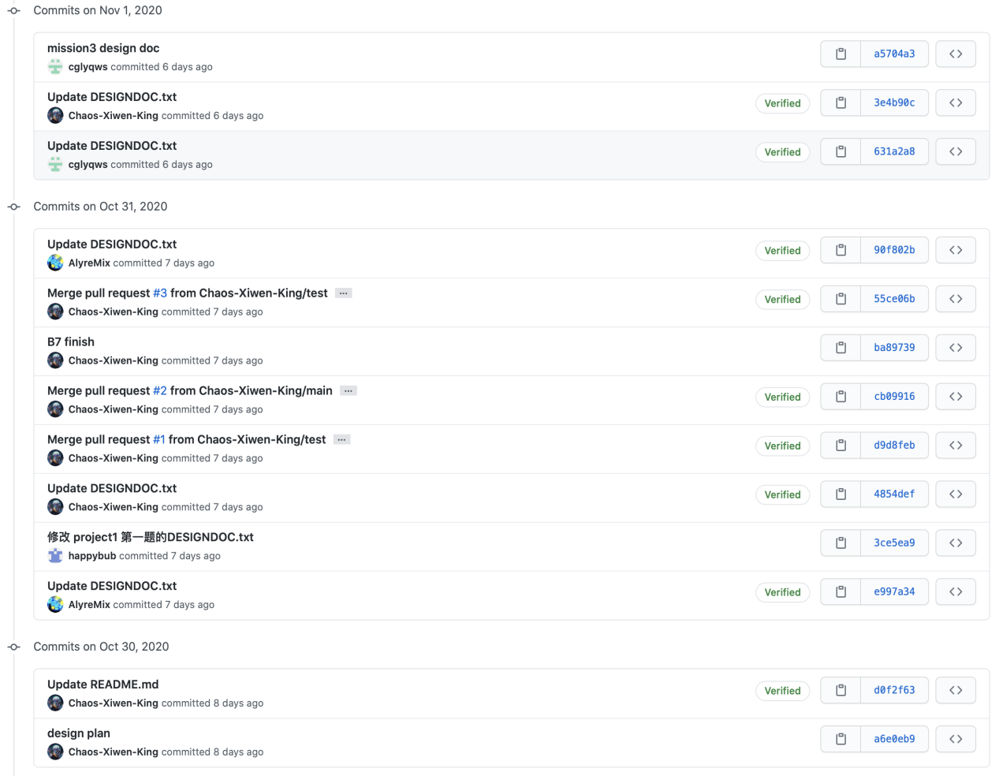 Commits on Nov 1, 2020
mission3 design doc
cglyqws committed 6 days ago
a5704a3
Update DESIGNDOC.txt
Chaos-Xiwen-King committed 6 days ago
Verified
3e4b90c
Update DESIGNDOC.txt
cglyqws committed 6 days ago
Verified
631a2a8
Commits on Oct 31, 2020
Update DESIGNDOC.txt
AlyreMix committed 7 days ago
Verified
90f802b
Merge pull request #3 from Chaos-Xiwen-King/test ...
Chaos-Xiwen-King committed 7 days ago
Verified
55ce06b
B7 finish
Chaos-Xiwen-King committed 7 days ago
ba89739
Merge pull request #2 from Chaos-Xiwen-King/main ...
Chaos-Xiwen-King committed 7 days ago
Verified
cb09916
Merge pull request #1 from Chaos-Xiwen-King/test ...
Chaos-Xiwen-King committed 7 days ago
Verified
d9d8feb
Update DESIGNDOC.txt
Chaos-Xiwen-King committed 7 days ago
Verified
4854def
修改 project1 第一题的DESIGNDOC.txt
happybub committed 7 days ago
3ce5ea9
Update DESIGNDOC.txt
AlyreMix committed 7 days ago
Verified
e997a34
Commits on Oct 30, 2020
Update README.md
Chaos-Xiwen-King committed 8 days ago
Verified
d0f2f63
design plan
Chaos-Xiwen-King committed 8 days ago
a6e0eb9